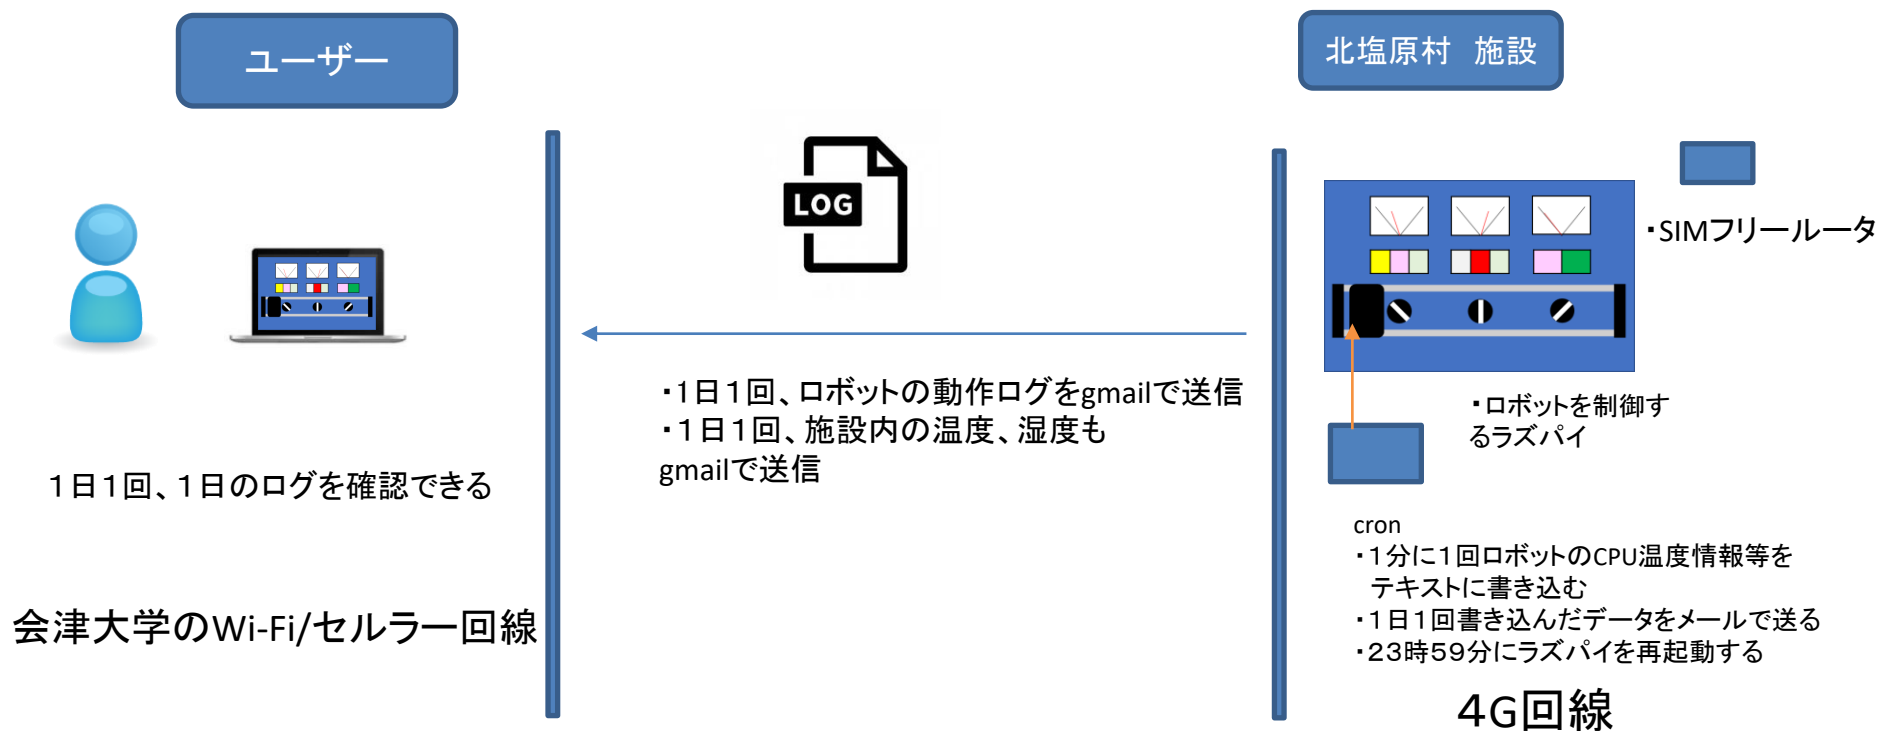 ユーザー
北塩原村　施設
LOG
・SIMフリールータ
・1日１回、ロボットの動作ログをgmailで送信
・１日１回、施設内の温度、湿度も
gmailで送信
・ロボットを制御す
るラズパイ
１日１回、１日のログを確認できる
cron
・１分に１回ロボットのCPU温度情報等を
テキストに書き込む
・１日１回書き込んだデータをメールで送る
・２３時５９分にラズパイを再起動する
会津大学のWi-Fi/セルラー回線
４G回線